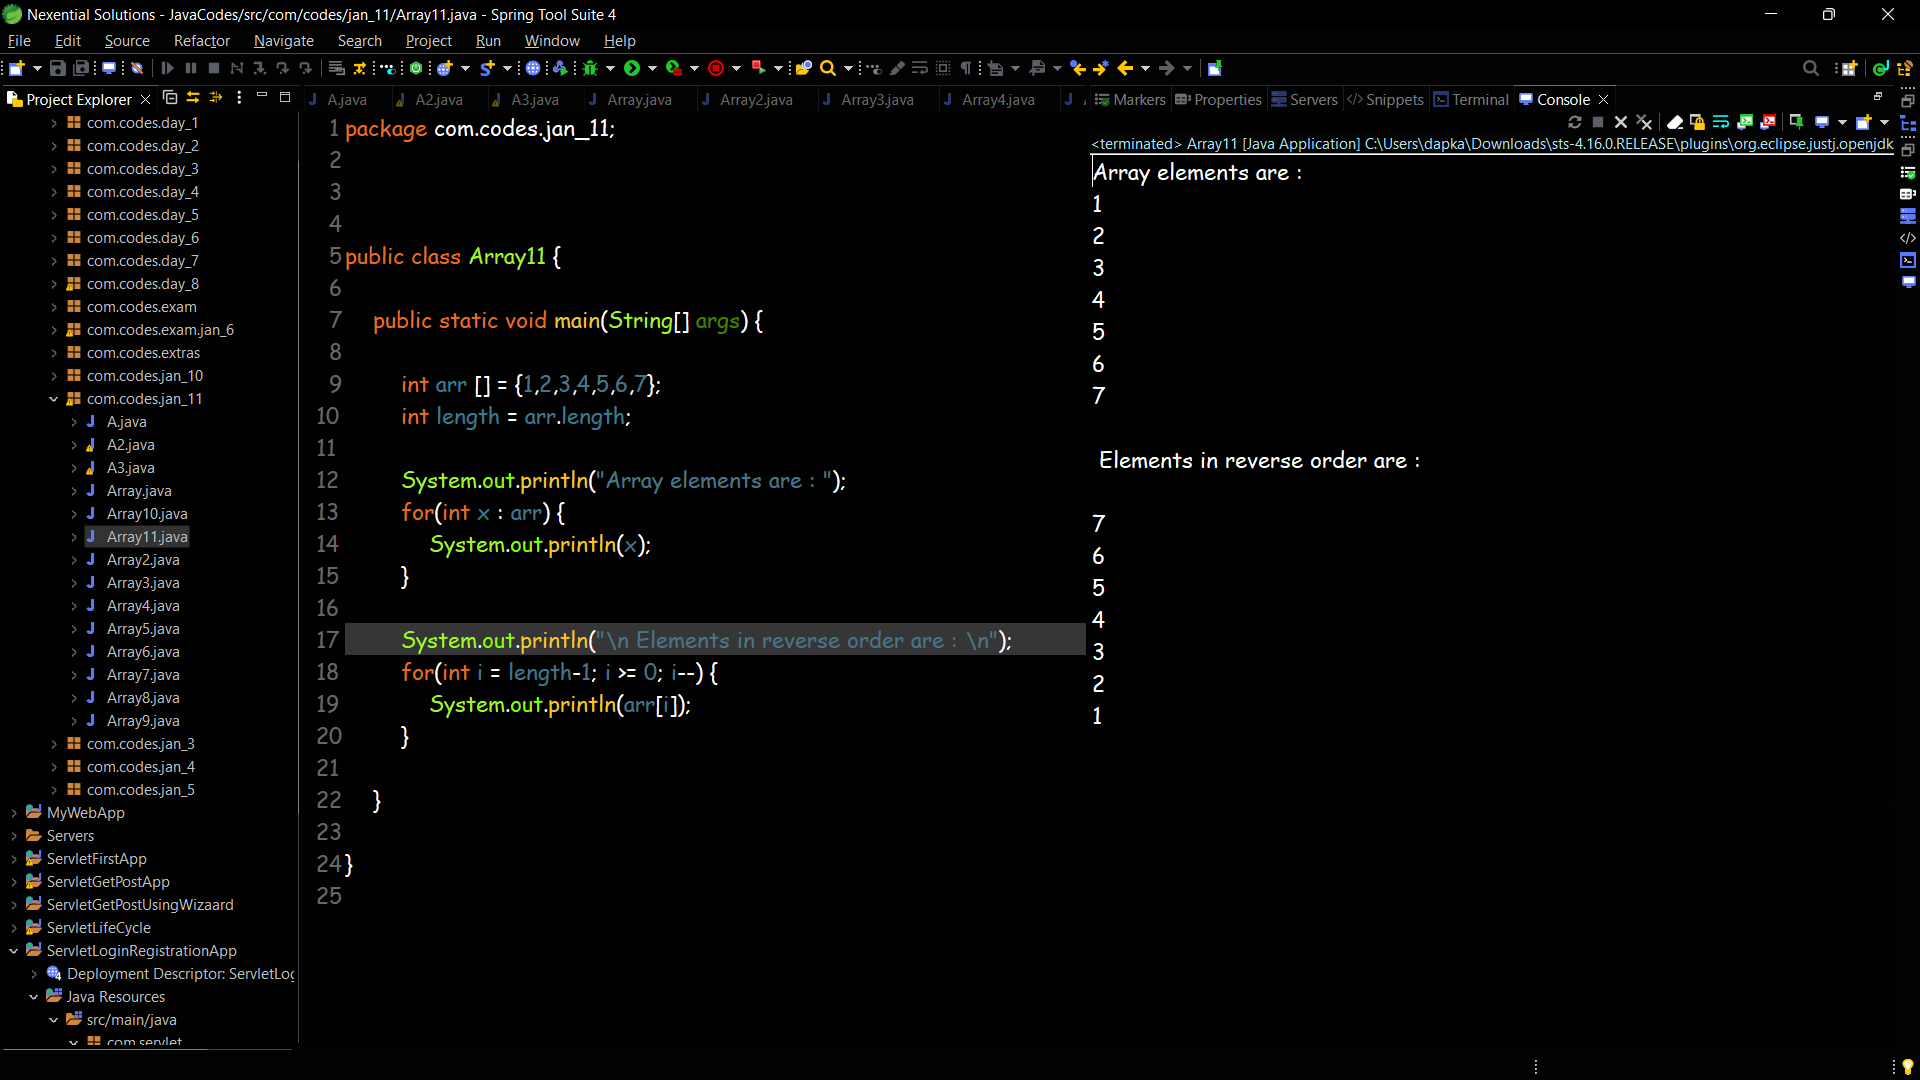 Nexential Solutions - JavaCodes/src/com/codes/jan_11/Array11.java - Spring Tool Suite 4
File Edit Source Refactor Navigate Search Project Run Window Help
Project Explorer
com.codes.day_1
com.codes.day_2
com.codes.day_3
com.codes.day_4
com.codes.day_5
com.codes.day_6
com.codes.day_7
com.codes.day_8
com.codes.exam
com.codes.exam.jan_6
com.codes.extras
com.codes.jan_10
com.codes.jan_11
A.java
A2.java
A3.java
Array.java
Array10.java
Array11.java
Array2.java
Array3.java
Array4.java
Array5.java
Array6.java
Array7.java
Array8.java
Array9.java
com.codes.jan_3
com.codes.jan_4
com.codes.jan_5
MyWebApp
Servers
ServletFirstApp
ServletGetPostApp
ServletGetPostUsingWizaard
ServletLifeCycle
ServletLoginRegistrationApp
Deployment Descriptor: ServletLog
Java Resources
src/main/java
com.servlet
A.java A2.java A3.java Array.java Array2.java Array3.java Array4.java
1 package com.codes.jan_11;
2
3
4
5 public class Array11 {
6
7 public static void main(String[] args) {
8
9 int arr [] = {1,2,3,4,5,6,7};
10 int length = arr.length;
11
12 System.out.println("Array elements are : ");
13 for(int x : arr) {
14 System.out.println(x);
15 }
16
17 System.out.println("\n Elements in reverse order are : \n");
18 for(int i = length-1; i >= 0; i--) {
19 System.out.println(arr[i]);
20 }
21
22 }
23
24 }
25
Markers Properties Servers Snippets Terminal Console
<terminated> Array11 [Java Application] C:\Users\dapka\Downloads\sts-4.16.0.RELEASE\plugins\org.eclipse.justj.openjdk
Array elements are :
1
2
3
4
5
6
7
Elements in reverse order are :
7
6
5
4
3
2
1